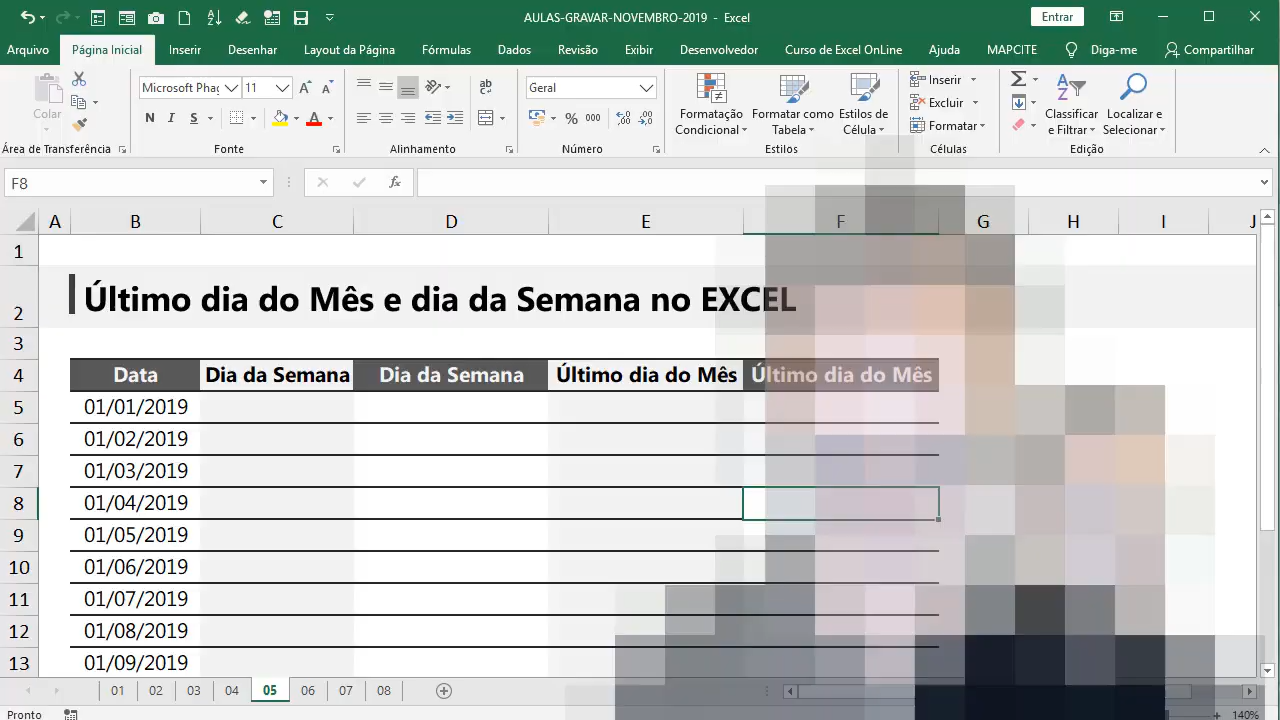 AULAS-GRAVAR-NOVEMBRO-2019 - Excel
Entrar
Arquivo Página Inicial Inserir Desenhar Layout da Página Fórmulas Dados Revisão Exibir Desenvolvedor Curso de Excel OnLine Ajuda MAPCITE Diga-me Compartilhar
Colar
Microsoft Phag 11
N I S
Geral
% 000
Formatação Condicional
Formatar como Tabela
Estilos de Célula
Inserir
Excluir
Formatar
Classificar e Filtrar
Localizar e Selecionar
Área de Transferência Fonte Alinhamento Número Estilos Células Edição
F8 fx
A B C D E F G H I J
1
2 Último dia do Mês e dia da Semana no EXCEL
3
4 Data Dia da Semana Dia da Semana Último dia do Mês Último dia do Mês
5 01/01/2019
6 01/02/2019
7 01/03/2019
8 01/04/2019
9 01/05/2019
10 01/06/2019
11 01/07/2019
12 01/08/2019
13 01/09/2019
01 02 03 04 05 06 07 08
Pronto 140%